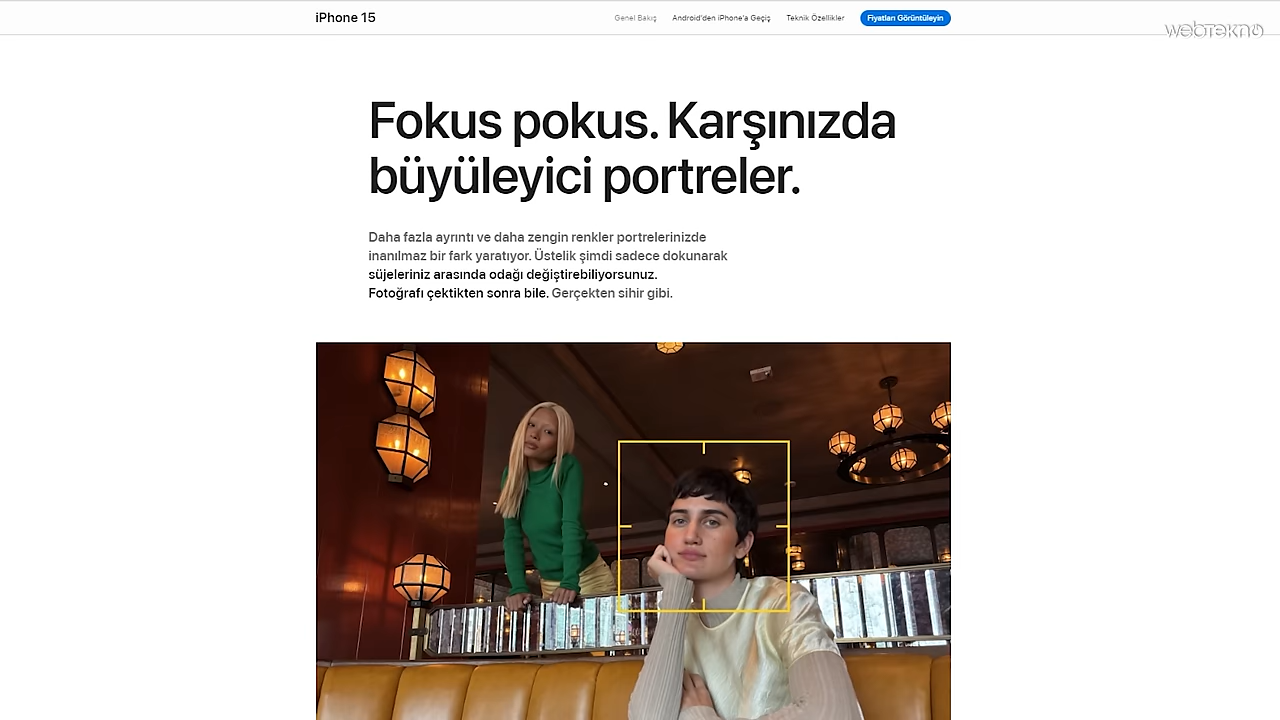 iPhone 15
Genel Bakış
Android'den iPhone'a Geçiş
Teknik Özellikler
Fiyatları Görüntüleyin
webtekno
Fokus pokus. Karşınızda
büyüleyici portreler.
Daha fazla ayrıntı ve daha zengin renkler portrelerinizde
inanılmaz bir fark yaratıyor. Üstelik şimdi sadece dokunarak
süjeleriniz arasında odağı değiştirebiliyorsunuz.
Fotoğrafı çektikten sonra bile. Gerçekten sihir gibi.